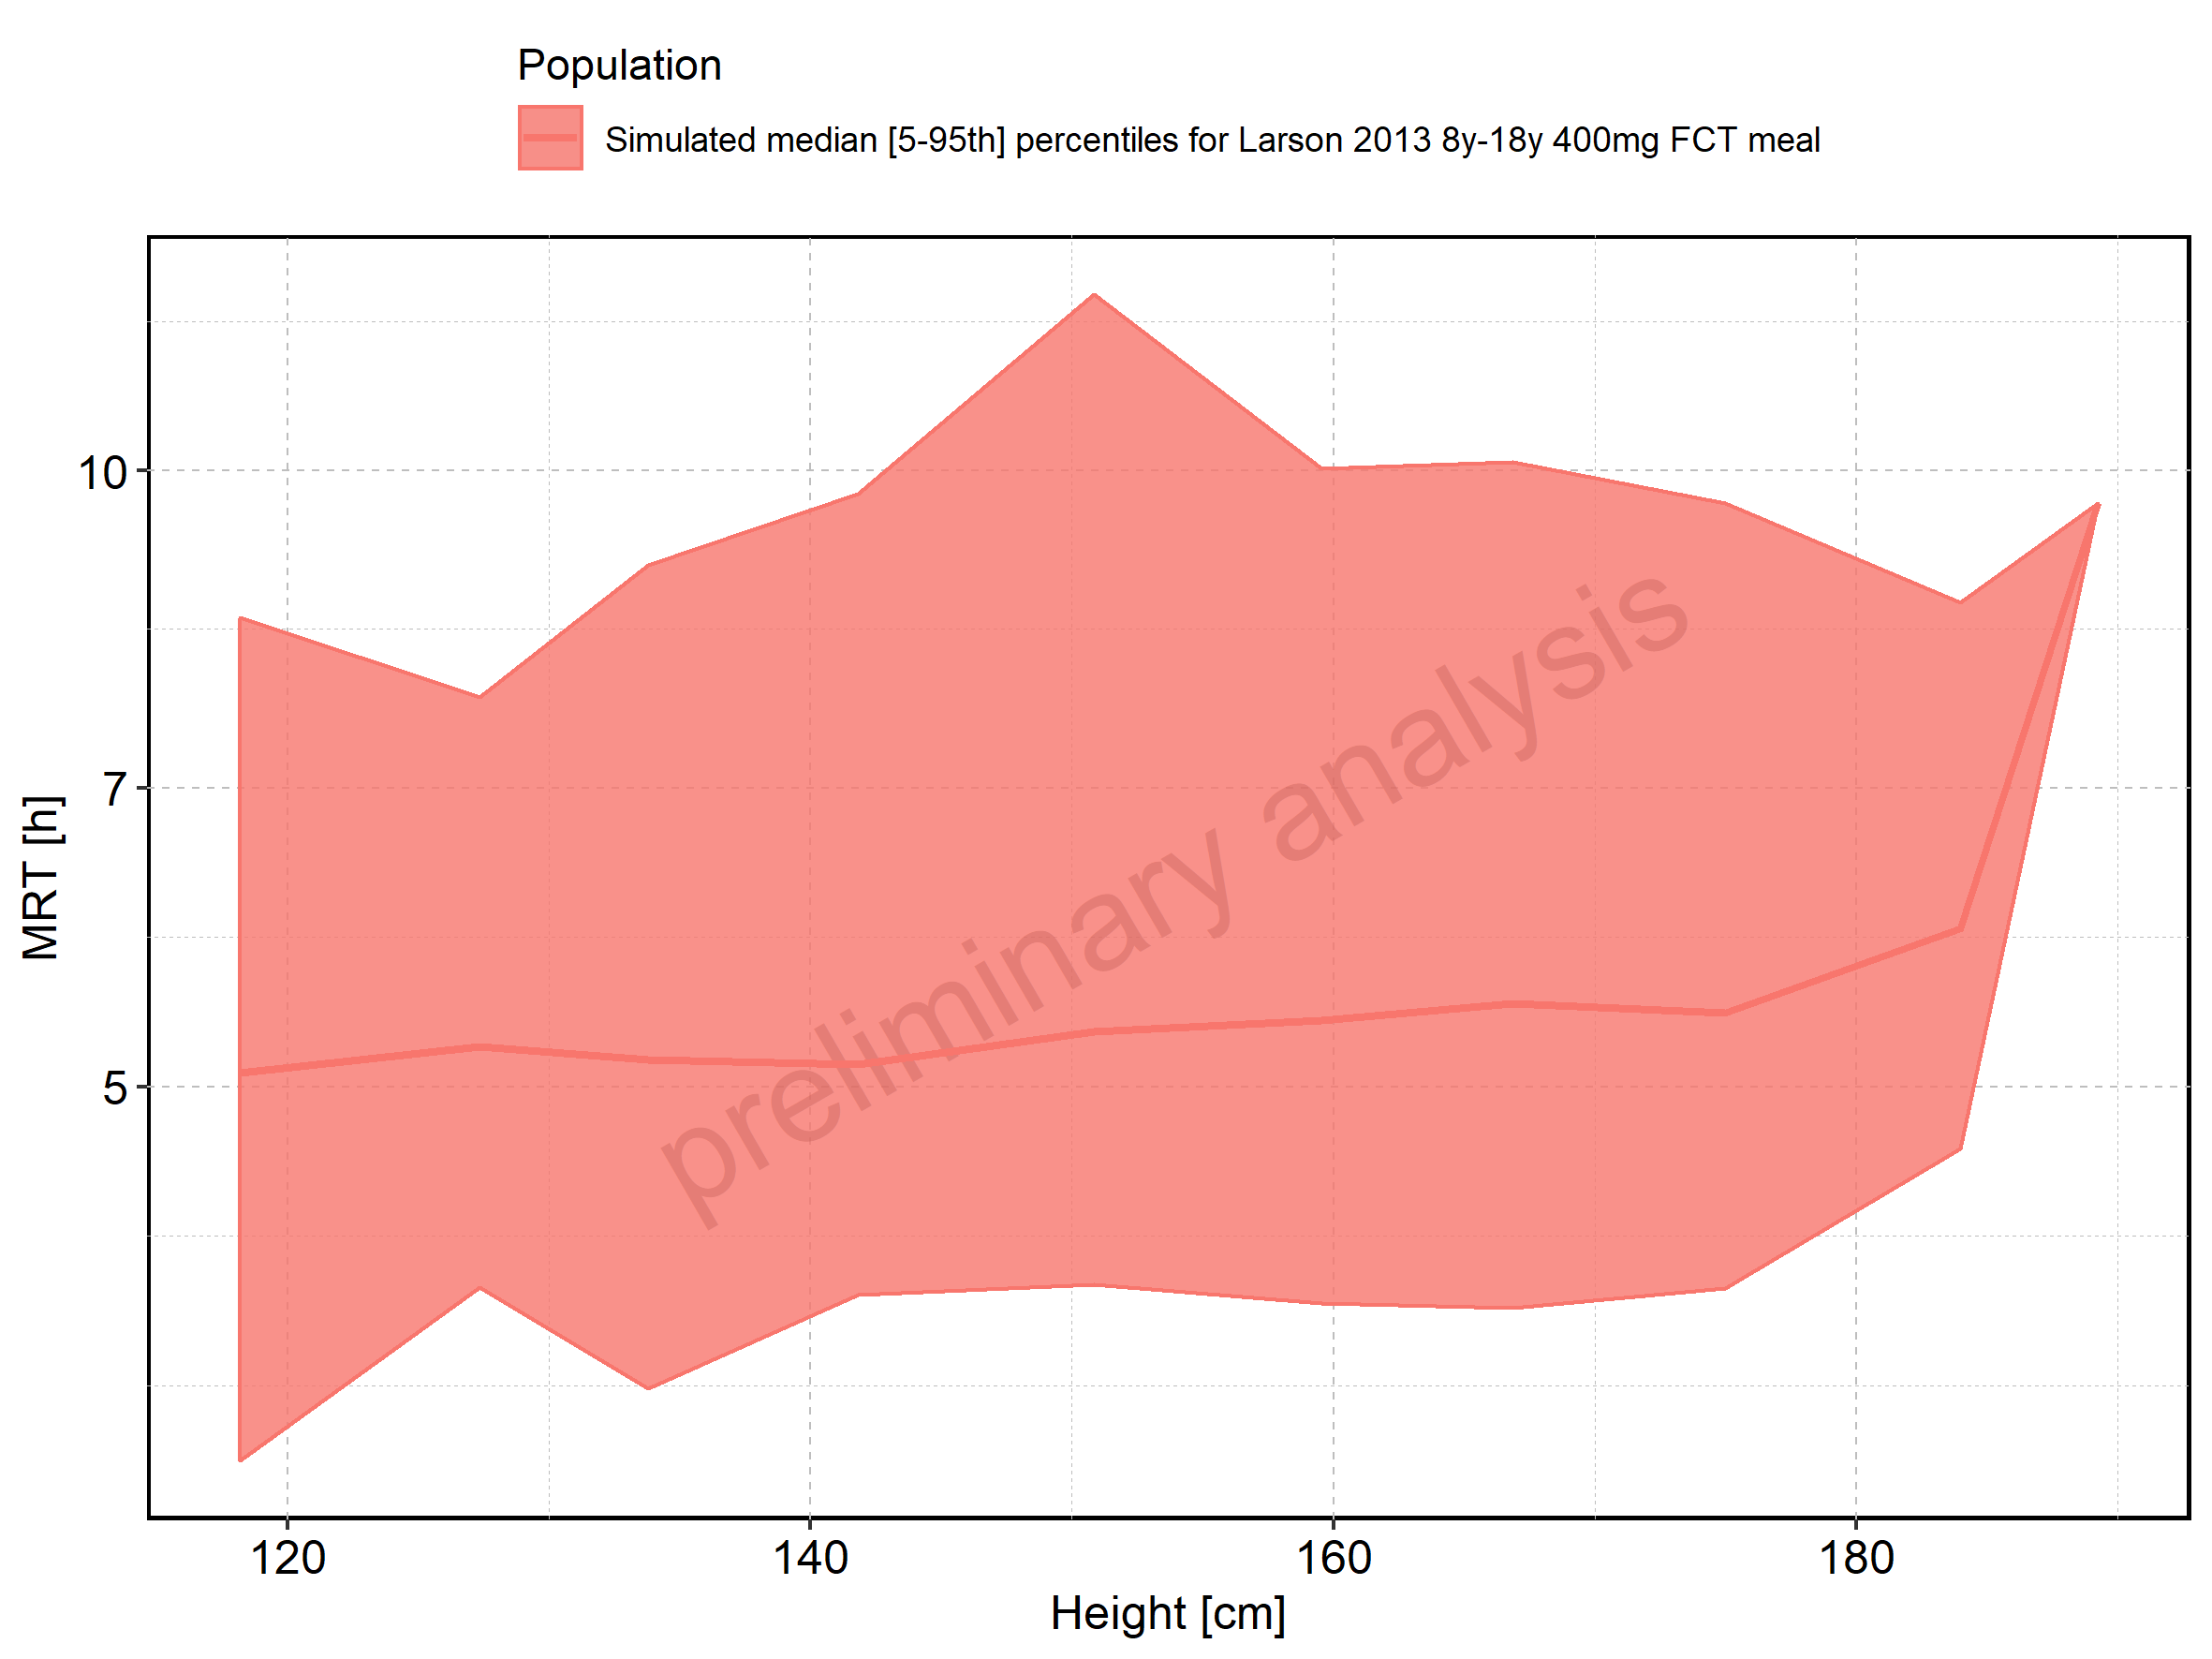 Population
Simulated median [5-95th] percentiles for Larson 2013 8y-18y 400mg FCT meal
10
7
5
MRT [h]
preliminary analysis
120 140 160 180
Height [cm]